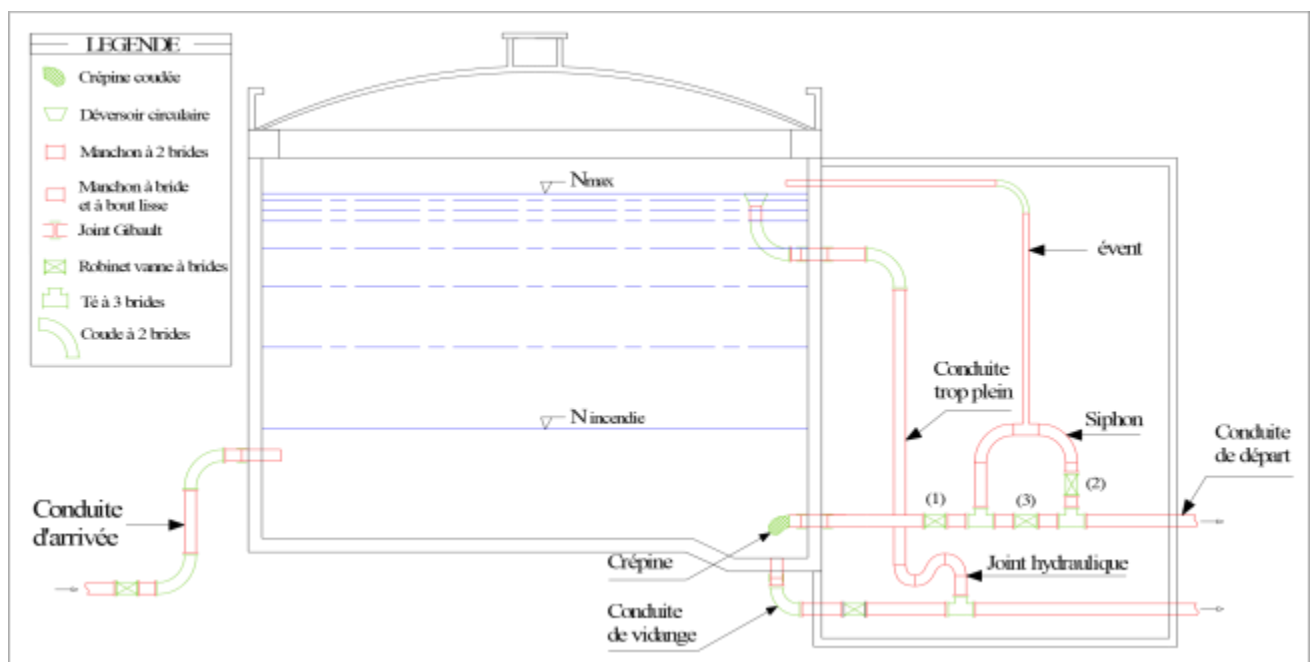 LEGENDE
Crépine coudée
Déversoir circulaire
Manchon à 2 brides
Manchon à bride
et à bout lisse
Joint Gibault
Robinet vanne à brides
Té à 3 brides
Coude à 2 brides
Nmax
évent
Conduite
trop plein
N incendie
Siphon
Conduite
de départ
(1)
(3)
(2)
Conduite
d'arrivée
Crépine
Joint hydraulique
Conduite
de vidange